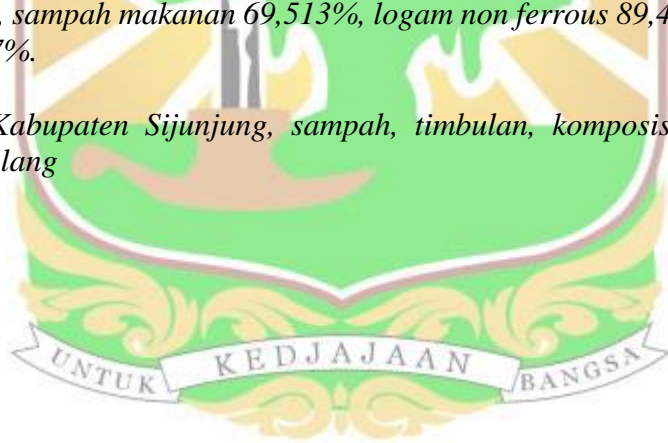 , sampah makanan 69,513%, logam non ferrous 89,4
7%.
Kabupaten Sijunjung, sampah, timbulan, komposis
lang
UNTUK KEDJAJAAN BANGSA